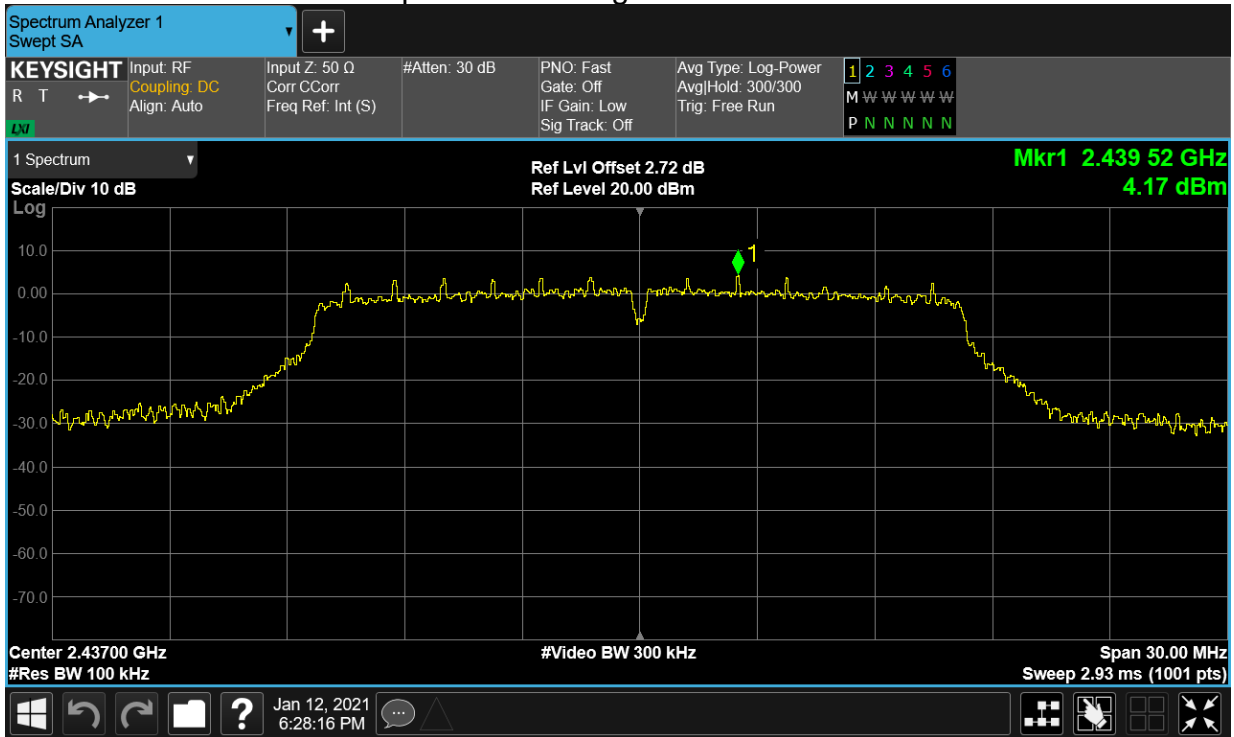 Spectrum Analyzer 1
Swept SA
KEYSIGHT
R T
LXI
Input: RF
Coupling: DC
Align: Auto
Input Z: 50 Ω
Corr CCorr
Freq Ref: Int (S)
#Atten: 30 dB
PNO: Fast
Gate: Off
IF Gain: Low
Sig Track: Off
Avg Type: Log-Power
Avg|Hold: 300/300
Trig: Free Run
1 2 3 4 5 6
M W W W W W
P N N N N N
1 Spectrum
Scale/Div 10 dB
Log
Ref Lvl Offset 2.72 dB
Ref Level 20.00 dBm
Mkr1 2.439 52 GHz
4.17 dBm
1
10.0
0.00
-10.0
-20.0
-30.0
-40.0
-50.0
-60.0
-70.0
Center 2.43700 GHz
#Res BW 100 kHz
#Video BW 300 kHz
Span 30.00 MHz
Sweep 2.93 ms (1001 pts)
?
Jan 12, 2021
6:28:16 PM